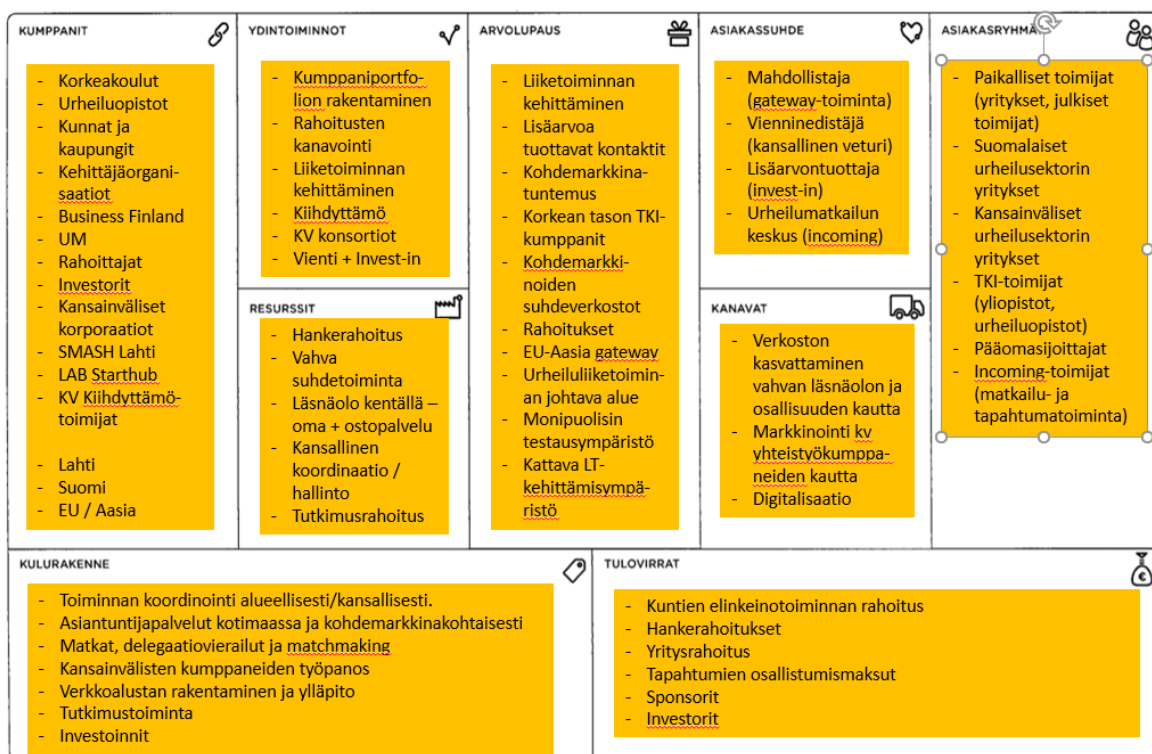 KUMPPANIT
- Korkeakoulut
- Urheiluopistot
- Kunnat ja
kaupungit
- Kehittäjäorgani-
saatiot
- Business Finland
- UM
- Rahoittajat
- Investorit
- Kansainväliset
korporaatiot
- SMASH Lahti
- LAB Starthub
- KV Kiihdyttämö-
toimijat
- Lahti
- Suomi
- EU / Aasia
YDINTOIMINNOT
- Kumppaniportfo-
lion rakentaminen
- Rahoitusten
kanavointi
- Liiketoiminnan
kehittäminen
- Kiihdyttämö
- KV konsortiot
- Vienti + Invest-in
RESURSSIT
- Hankerahoitus
- Vahva
suhdetoiminta
- Läsnäolo kentällä –
oma + ostopalvelu
- Kansallinen
koordinaatio /
hallinto
- Tutkimusrahoitus
ARVOLUPAUS
- Liiketoiminnan
kehittäminen
- Lisäarvoa
tuottavat kontaktit
- Kohdemarkkina-
tuntemus
- Korkean tason TKI-
kumppanit
- Kohdemarkki-
noiden
suhdeverkostot
- Rahoitukset
- EU-Aasia gateway
- Urheiluliiketoimin-
an johtava alue
- Monipuolisin
testausympäristö
- Kattava LT-
kehittämisympä-
ristö
ASIAKASSUHDE
- Mahdollistaja
(gateway-toiminta)
- Vienninedistäjä
(kansallinen veturi)
- Lisäarvontuottaja
(invest-in)
- Urheilumatkailun
keskus (incoming)
KANAVAT
- Verkoston
kasvattaminen
vahvan läsnäolon ja
osallisuuden kautta
- Markkinointi kv
yhteistyökumppa-
neiden kautta
- Digitalisaatio
ASIAKASRYHMÄ
- Paikalliset toimijat
(yritykset, julkiset
toimijat)
- Suomalaiset
urheilusektorin
yritykset
- Kansainväliset
urheilusektorin
yritykset
- TKI-toimijat
(yliopistot,
urheiluopistot)
- Pääomasijoittajat
- Incoming-toimijat
(matkailu- ja
tapahtumatoiminta)
KULURAKENNE
- Toiminnan koordinointi alueellisesti/kansallisesti.
- Asiantuntijapalvelut kotimaassa ja kohdemarkkinakohtaisesti
- Matkat, delegaatiovierailut ja matchmaking
- Kansainvälisten kumppaneiden työpanos
- Verkkoalustan rakentaminen ja ylläpito
- Tutkimustoiminta
- Investoinnit
TULOVIRRAT
€
- Kuntien elinkeinotoiminnan rahoitus
- Hankerahoitukset
- Yritysrahoitus
- Tapahtumien osallistumismaksut
- Sponsorit
- Investorit